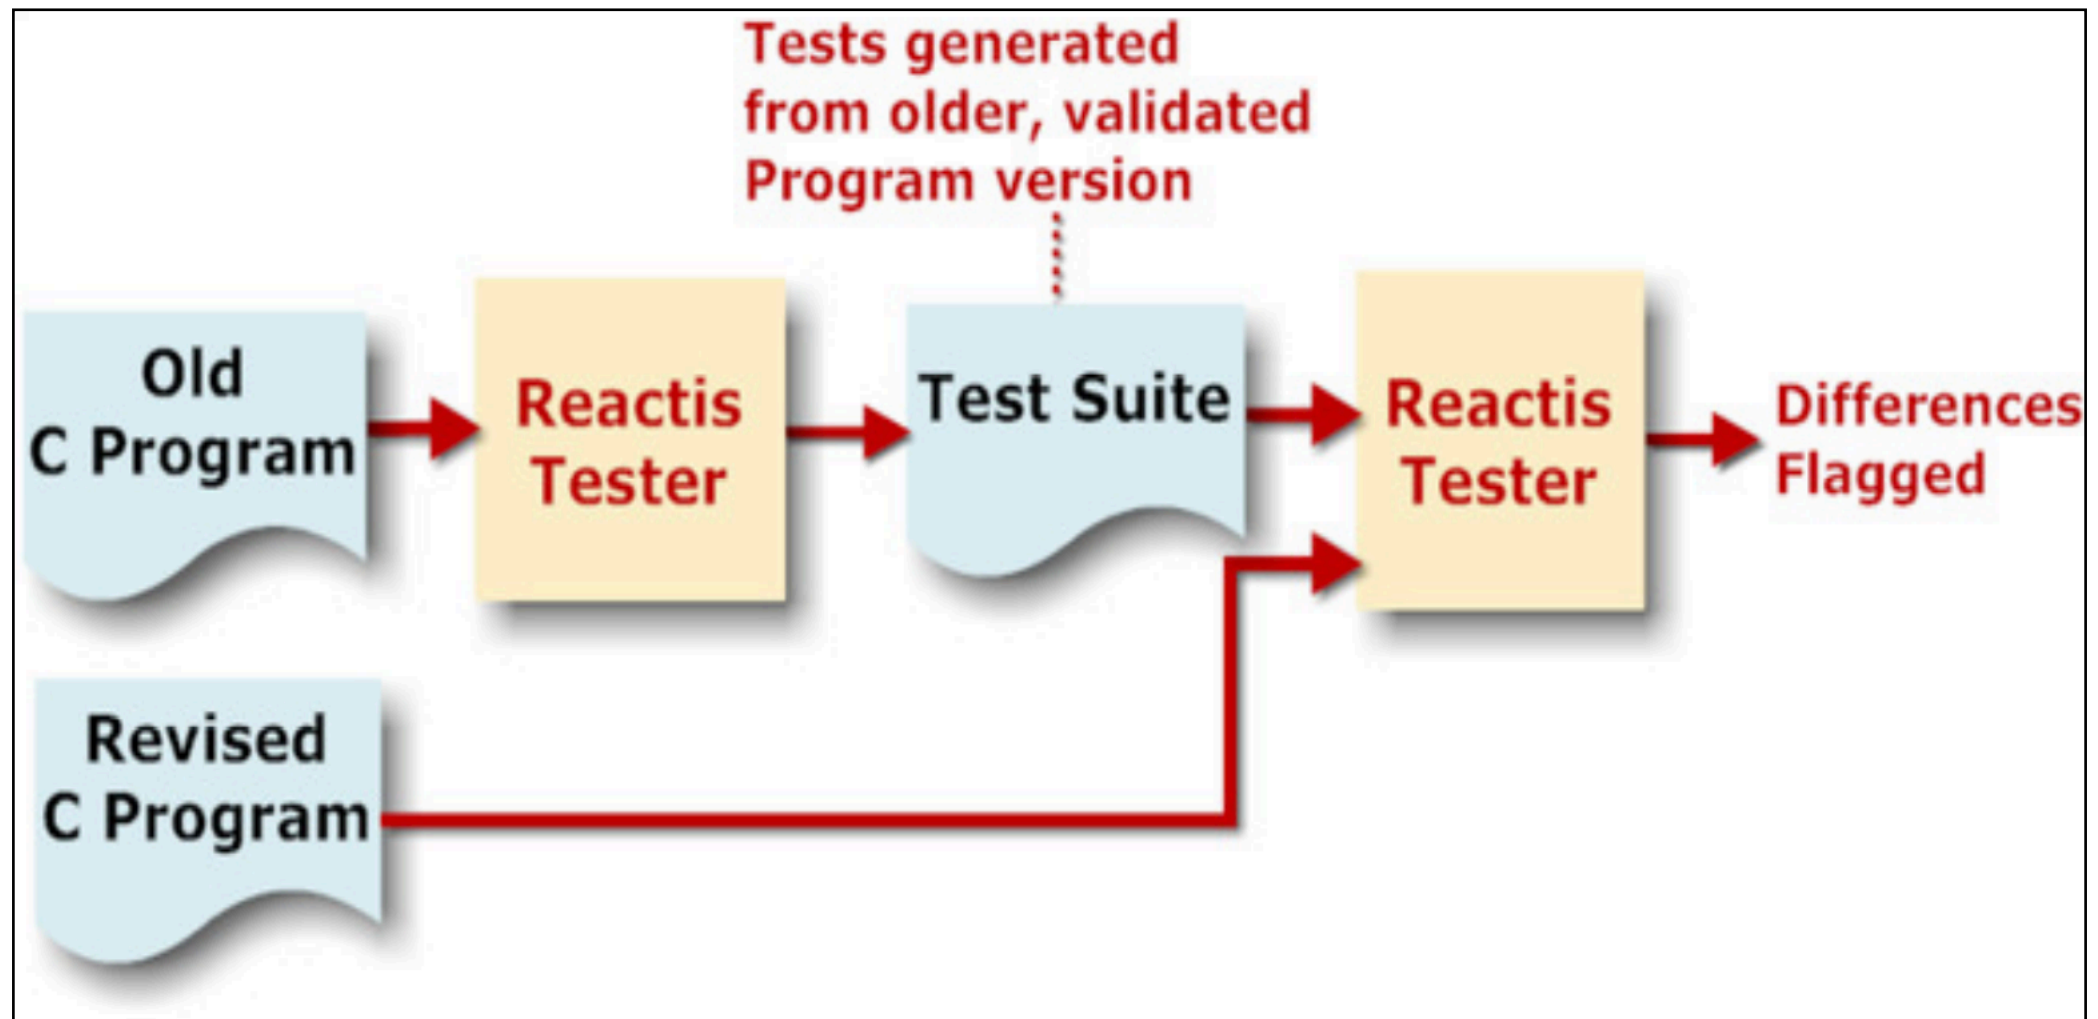 Tests generated
from older, validated
Program version
Old
C Program
Reactis
Tester
Test Suite
Reactis
Tester
Differences
Flagged
Revised
C Program